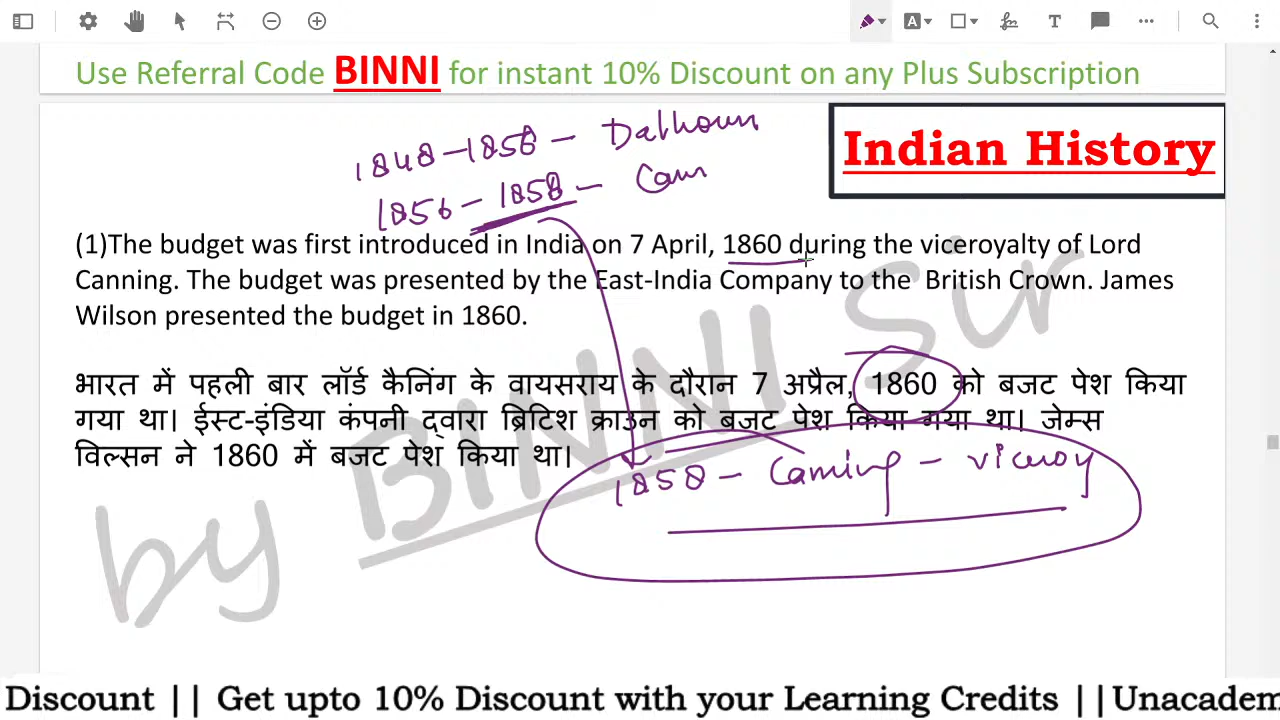 Use Referral Code BINNI for instant 10% Discount on any Plus Subscription
Indian History
1848-1856 - Dalhousi
1856 - 1858 - Cann
(1)The budget was first introduced in India on 7 April, 1860 during the viceroyalty of Lord
Canning. The budget was presented by the East-India Company to the British Crown. James
Wilson presented the budget in 1860.
भारत में पहली बार लॉर्ड कैनिंग के वायसराय के दौरान 7 अप्रैल, 1860 को बजट पेश किया
गया था। ईस्ट-इंडिया कंपनी द्वारा ब्रिटिश क्राउन को बजट पेश किया गया था। जेम्स
विल्सन ने 1860 में बजट पेश किया था।
1858 - Canning - viceroy
by BINNI Sir
Discount || Get upto 10% Discount with your Learning Credits ||Unacadem